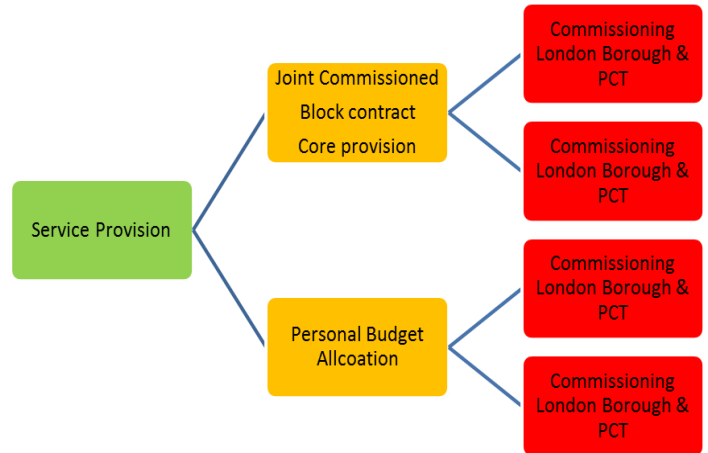 Service Provision
Joint Commissioned
Block contract
Core provision
Personal Budget
Allcoation
Commissioning
London Borough &
PCT
Commissioning
London Borough &
PCT
Commissioning
London Borough &
PCT
Commissioning
London Borough &
PCT